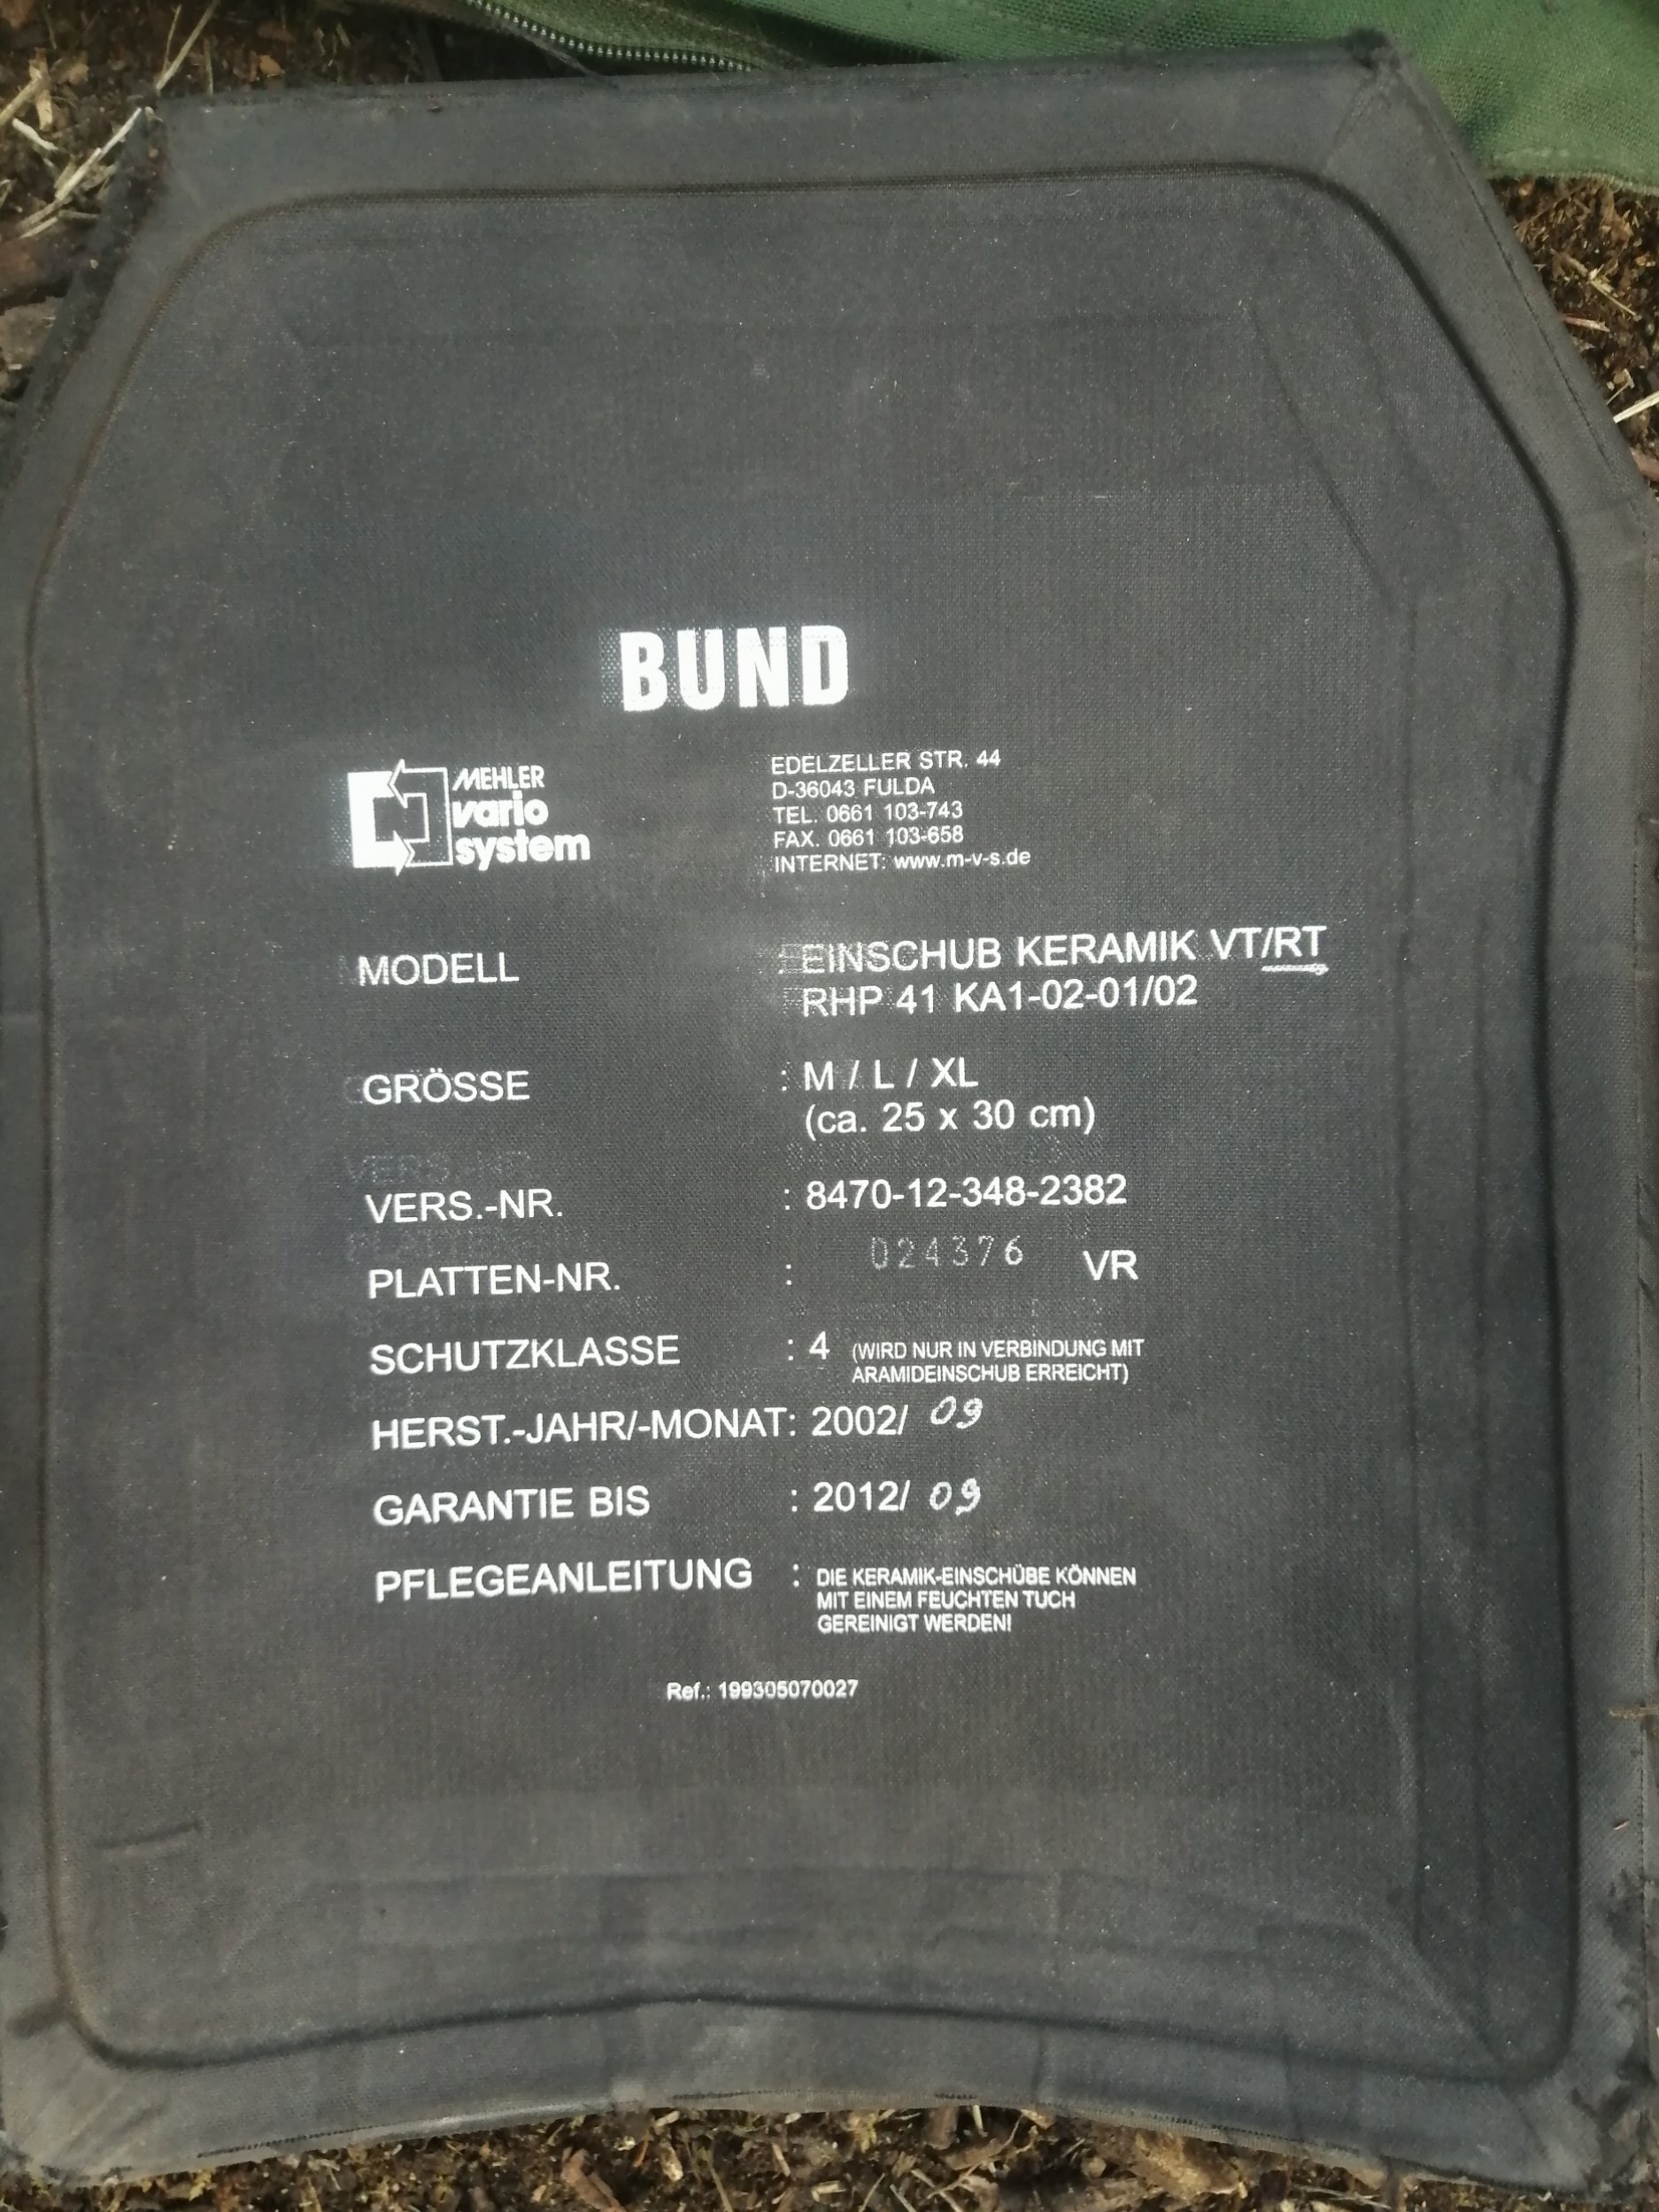 BUND
MEHLER
vario
system
EDELZELLER STR. 44
D-36043 FULDA
TEL. 0661 103-743
FAX. 0661 103-658
INTERNET: www.m-v-s.de
MODELL : EINSCHUB KERAMIK VT/RT
RHP 41 KA1-02-01/02
GRÖSSE : M / L / XL
(ca. 25 x 30 cm)
VERS.-NR. : 8470-12-348-2382
PLATTEN-NR. : 024376 VR
SCHUTZKLASSE : 4 (WIRD NUR IN VERBINDUNG MIT
ARAMIDEINSCHUB ERREICHT)
HERST.-JAHR/-MONAT: 2002/ 09
GARANTIE BIS : 2012/ 09
PFLEGEANLEITUNG : DIE KERAMIK-EINSCHÜBE KÖNNEN
MIT EINEM FEUCHTEN TUCH
GEREINIGT WERDEN!
Ref.: 199305070027